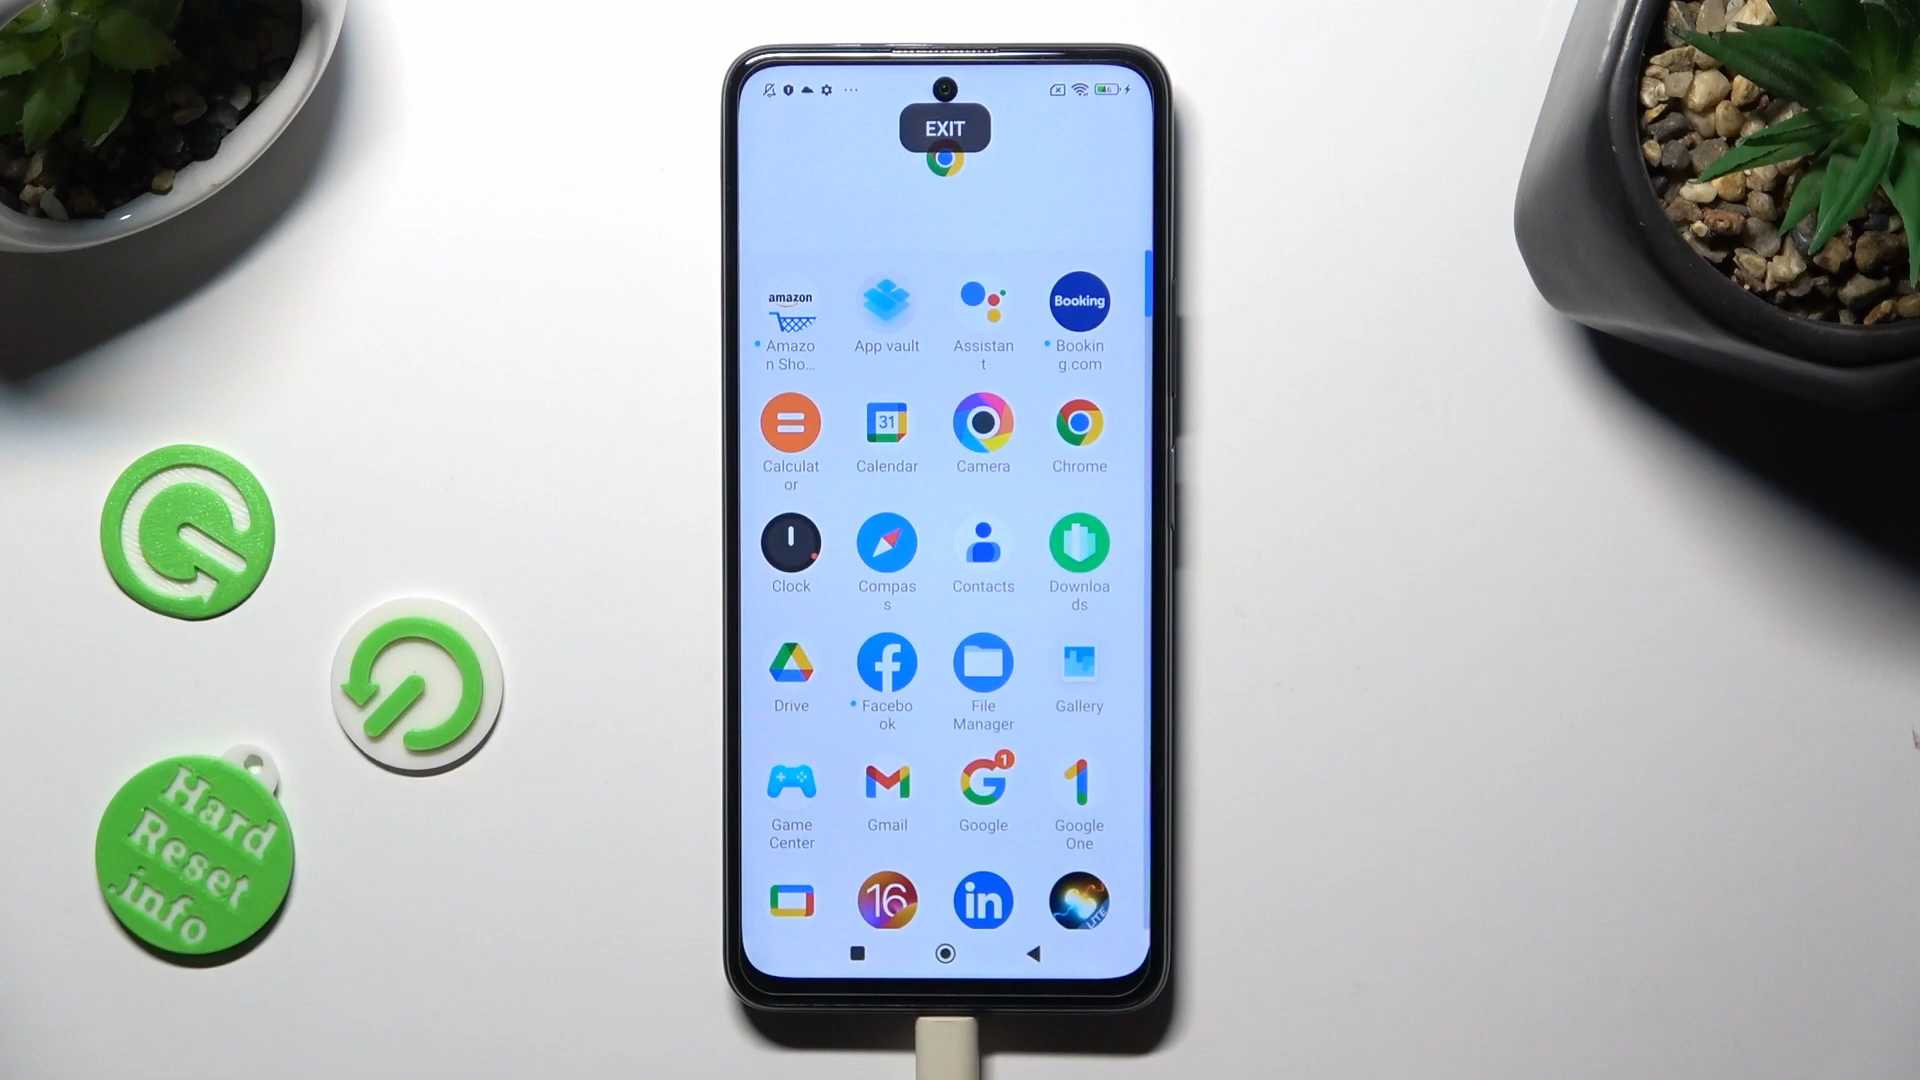 EXIT
amazon
Booking
Amazo
n Sho...
App vault
Assistan
t
Bookin
g.com
31
Calculat
or
Calendar
Camera
Chrome
Clock
Compas
s
Contacts
Downloa
ds
Drive
Facebo
ok
File
Manager
Gallery
1
Game
Center
Gmail
Google
Google
One
16
in
LITE
Hard
Reset
.info